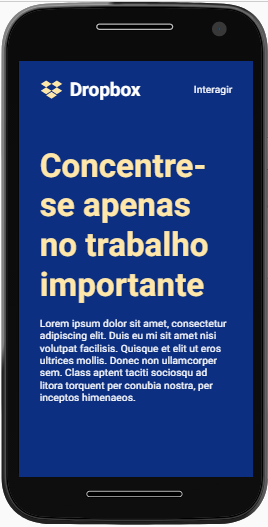 Dropbox
Interagir
Concentre-
se apenas
no trabalho
importante
Lorem ipsum dolor sit amet, consectetur
adipiscing elit. Duis eu mi sit amet nisi
volutpat facilisis. Quisque et elit ut eros
ultrices mollis. Donec non ullamcorper
sem. Class aptent taciti sociosqu ad
litora torquent per conubia nostra, per
inceptos himenaeos.